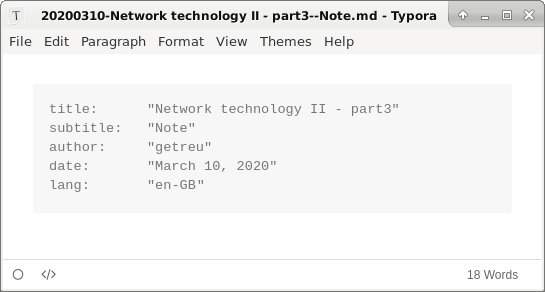 T 20200310-Network technology II - part3--Note.md - Typora
File Edit Paragraph Format View Themes Help
title: "Network technology II - part3"
subtitle: "Note"
author: "getreu"
date: "March 10, 2020"
lang: "en-GB"
</> 18 Words